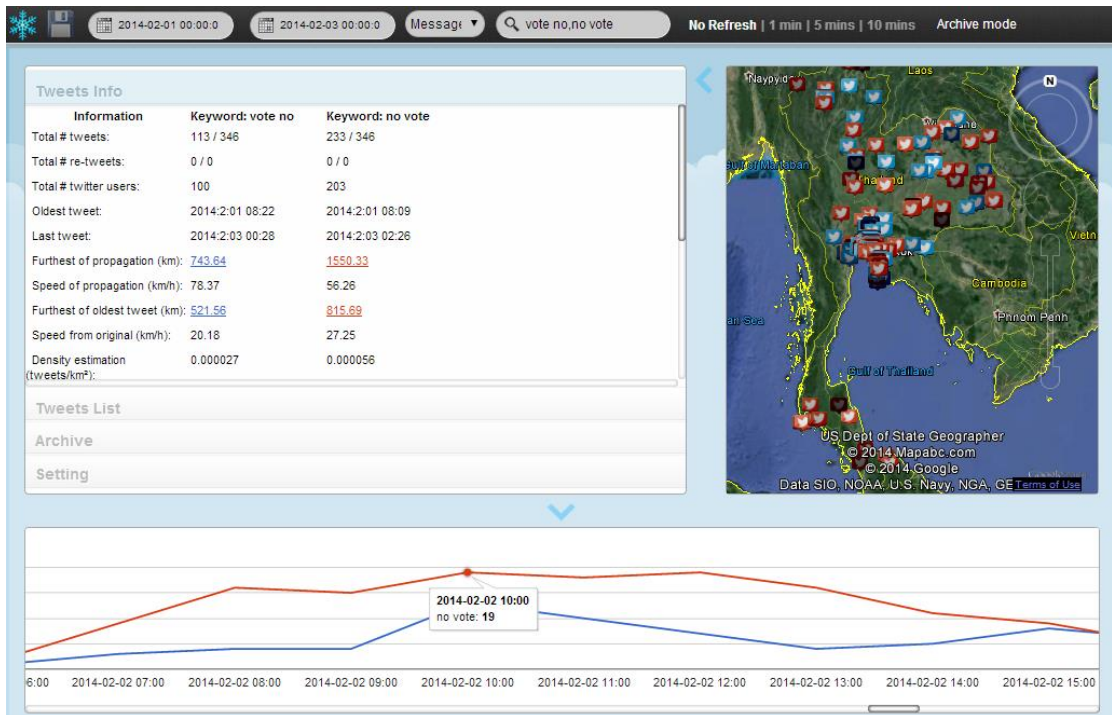 2014-02-01 00:00:0 2014-02-03 00:00:0 Message vote no,no vote No Refresh | 1 min | 5 mins | 10 mins Archive mode
Tweets Info
Information Keyword: vote no Keyword: no vote
Total # tweets: 113 / 346 233 / 346
Total # re-tweets: 0 / 0 0 / 0
Total # twitter users: 100 203
Oldest tweet: 2014:2:01 08:22 2014:2:01 08:09
Last tweet: 2014:2:03 00:28 2014:2:03 02:26
Furthest of propagation (km): 743.64 1550.33
Speed of propagation (km/h): 78.37 56.26
Furthest of oldest tweet (km): 521.56 815.69
Speed from original (km/h): 20.18 27.25
Density estimation 0.000027 0.000056
(tweets/km²):
Tweets List
Archive
Setting
Laos
N
Thailand
Cambodia
Phnom Penh
Gulf of Thailand
US Dept of State Geographer
© 2014 Mapabc.com
© 2014 Google
Data SIO, NOAA, U.S. Navy, NGA, GE Terms of Use
2014-02-02 10:00
no vote: 19
6:00 2014-02-02 07:00 2014-02-02 08:00 2014-02-02 09:00 2014-02-02 10:00 2014-02-02 11:00 2014-02-02 12:00 2014-02-02 13:00 2014-02-02 14:00 2014-02-02 15:00